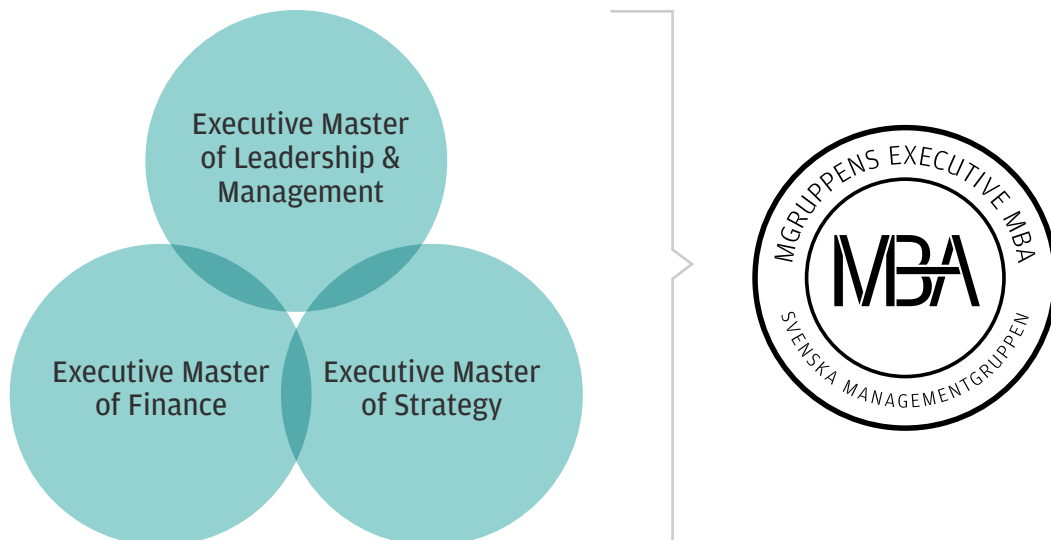 Executive Master
of Leadership &
Management
Executive Master
of Finance
Executive Master
of Strategy
MGRUPPENS EXECUTIVE MBA
MBA
SVENSKA MANAGEMENTGRUPPEN